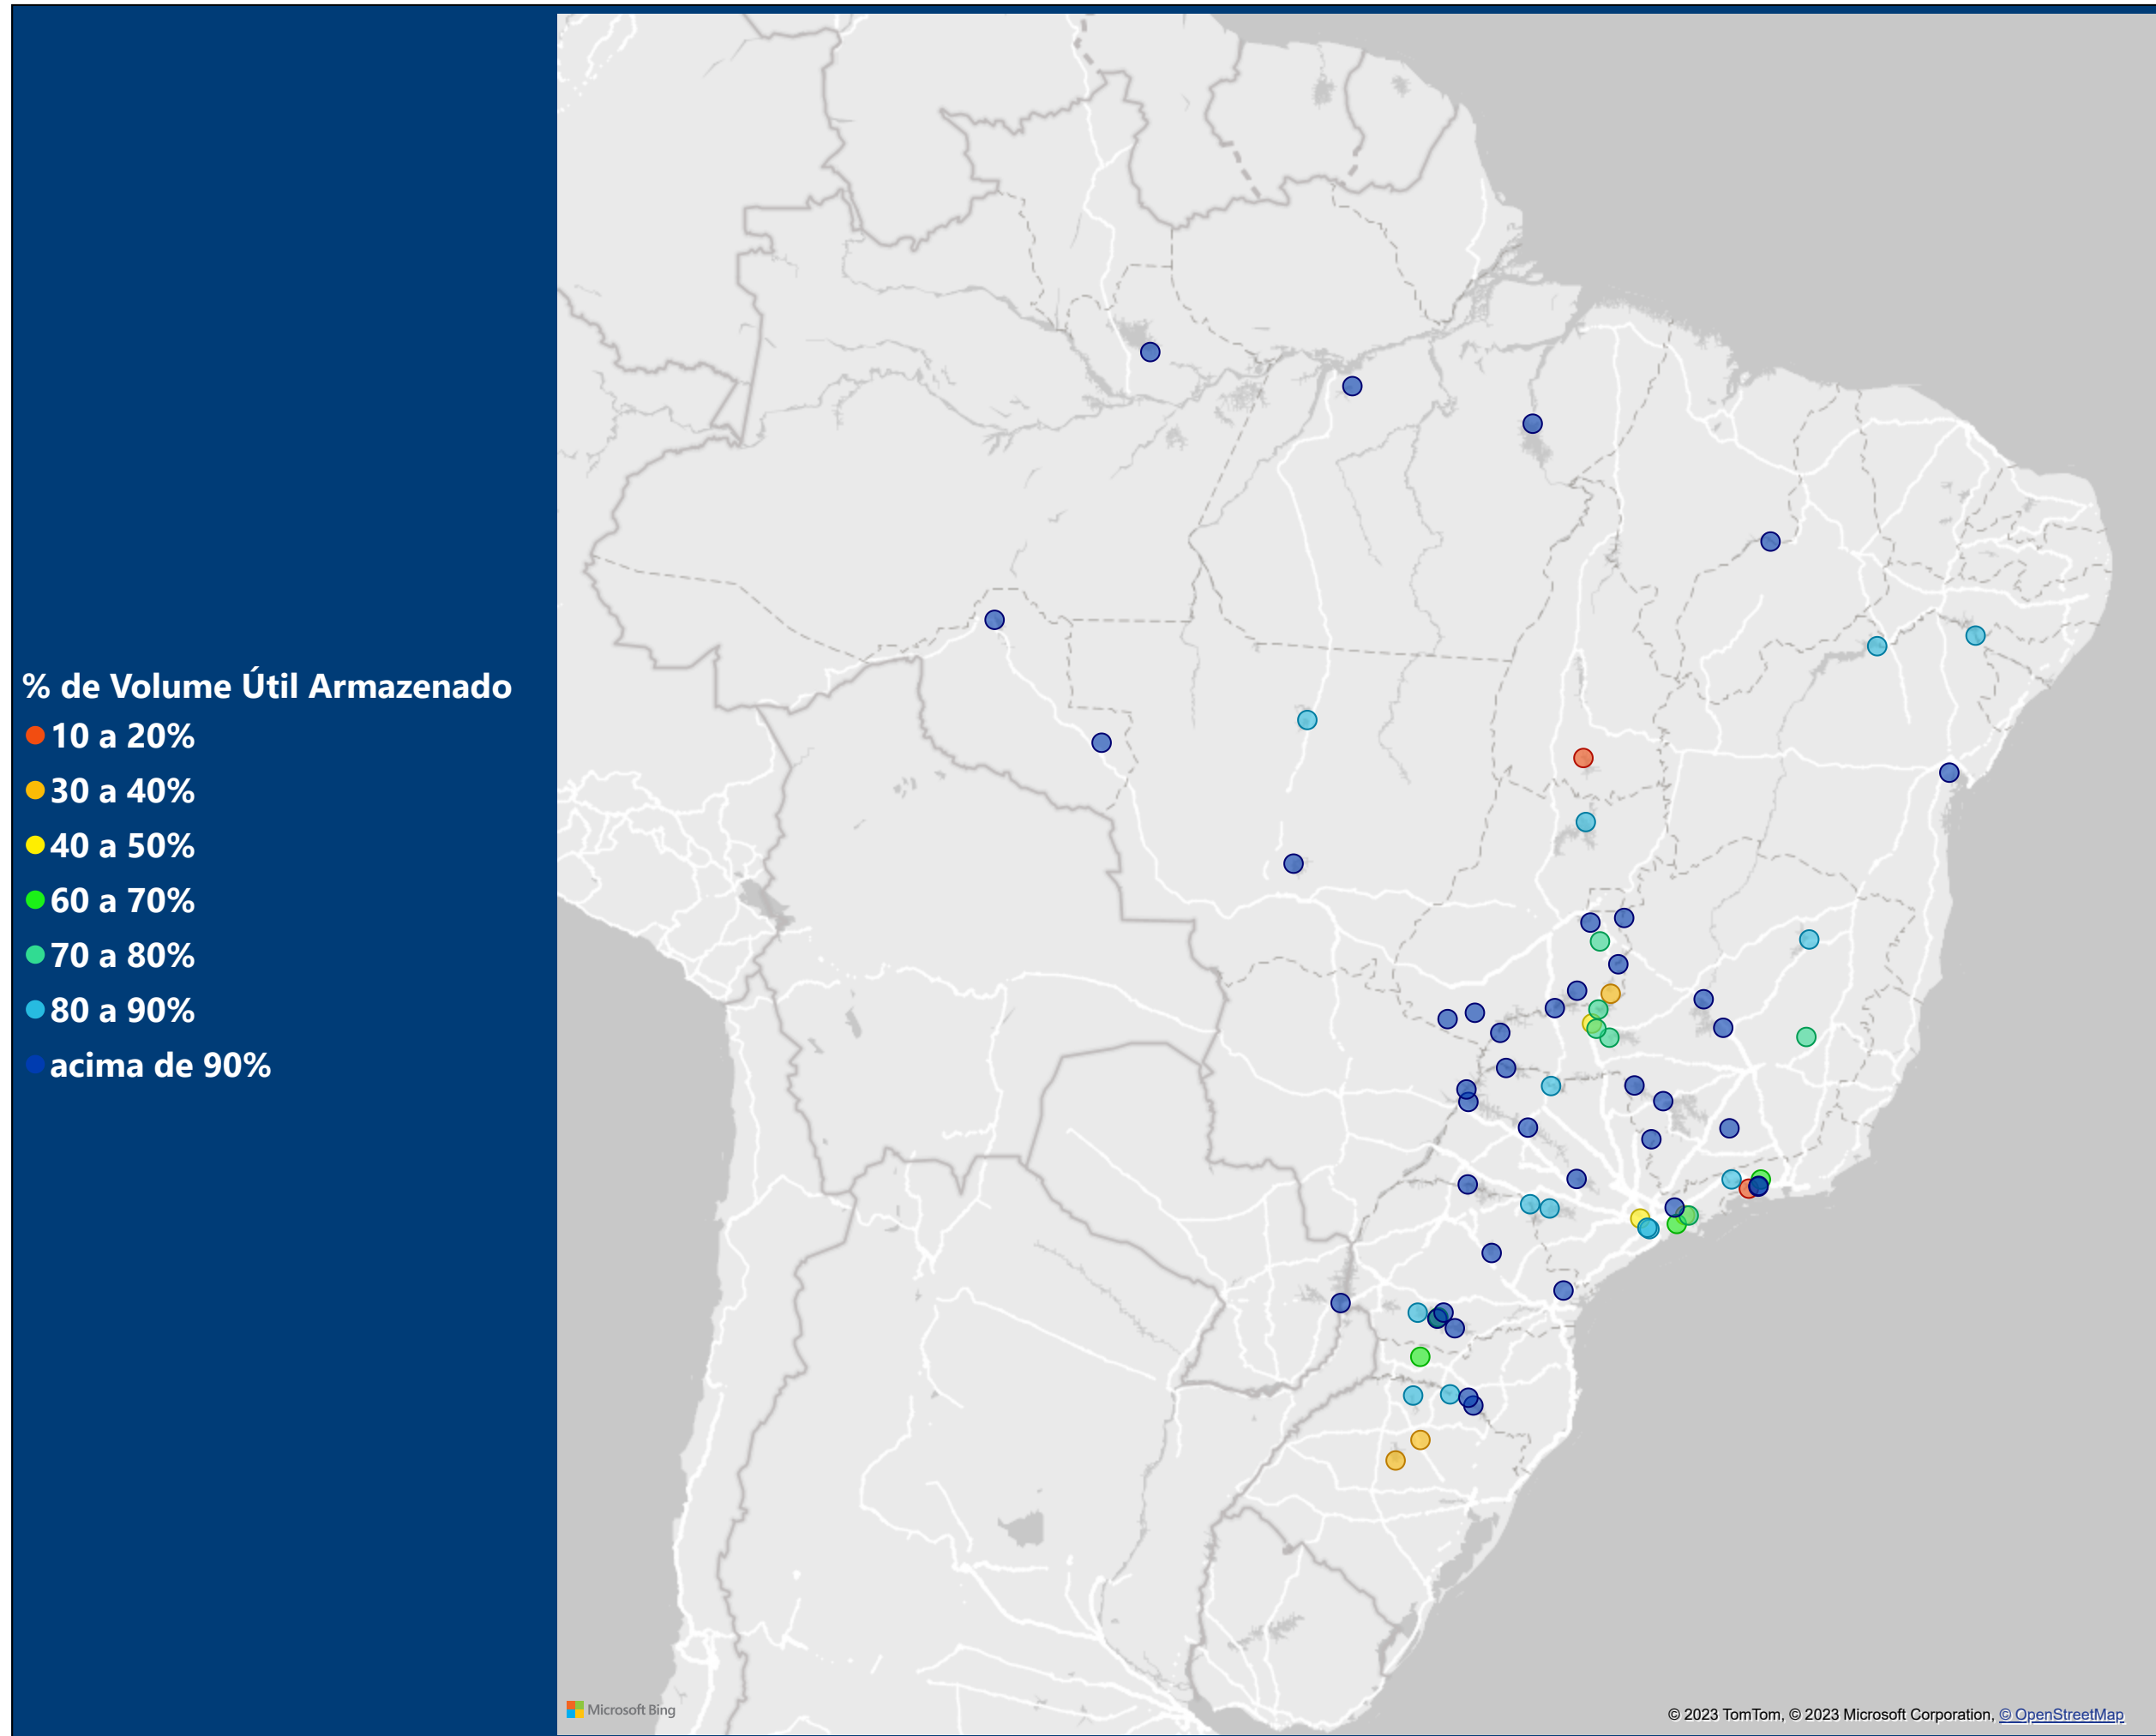 % de Volume Útil Armazenado
10 a 20%
30 a 40%
40 a 50%
60 a 70%
70 a 80%
80 a 90%
acima de 90%
Microsoft Bing
© 2023 TomTom, © 2023 Microsoft Corporation, © OpenStreetMap